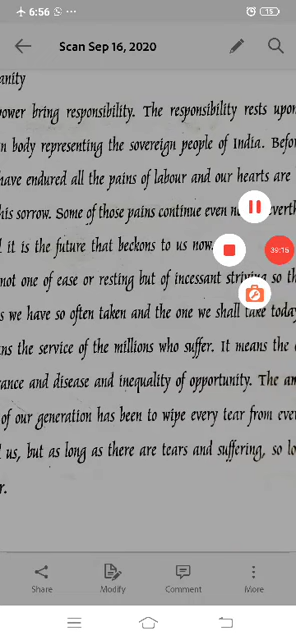 6:56
15
Scan Sep 16, 2020
anity
power bring responsibility. The responsibility rests upon
n body representing the sovereign people of India. Befor
have endured all the pains of labour and our hearts are
his sorrow. Some of those pains continue even
it is the future that beckons to us now.
39:15
not one of ease or resting but of incessant striving so th
s we have so often taken and the one we shall take today
ns the service of the millions who suffer. It means the
rance and disease and inequality of opportunity. The am
of our generation has been to wipe every tear from eve
l us, but as long as there are tears and suffering, so lo
r.
Share Modify Comment More